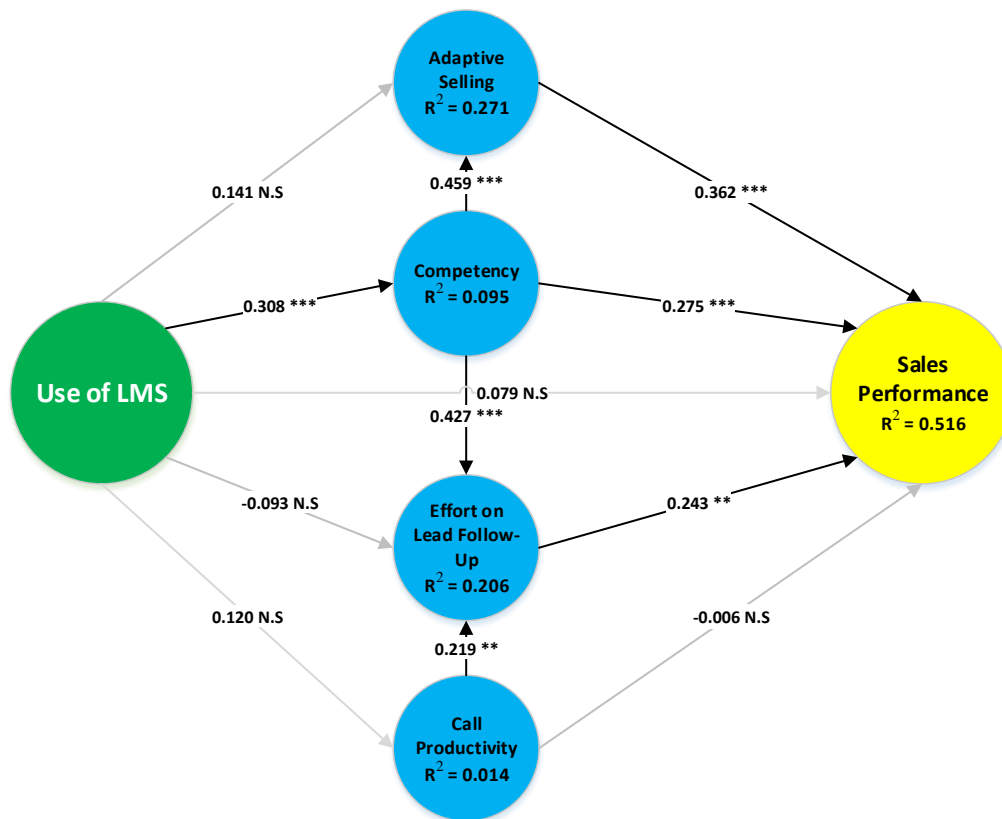 Adaptive
Selling
R² = 0.271
0.141 N.S
0.459 ***
0.362 ***
Competency
R² = 0.095
0.308 ***
0.275 ***
Use of LMS
0.079 N.S
Sales
Performance
R² = 0.516
0.427 ***
-0.093 N.S
Effort on
Lead Follow-
Up
R² = 0.206
0.243 **
0.120 N.S
-0.006 N.S
0.219 **
Call
Productivity
R² = 0.014